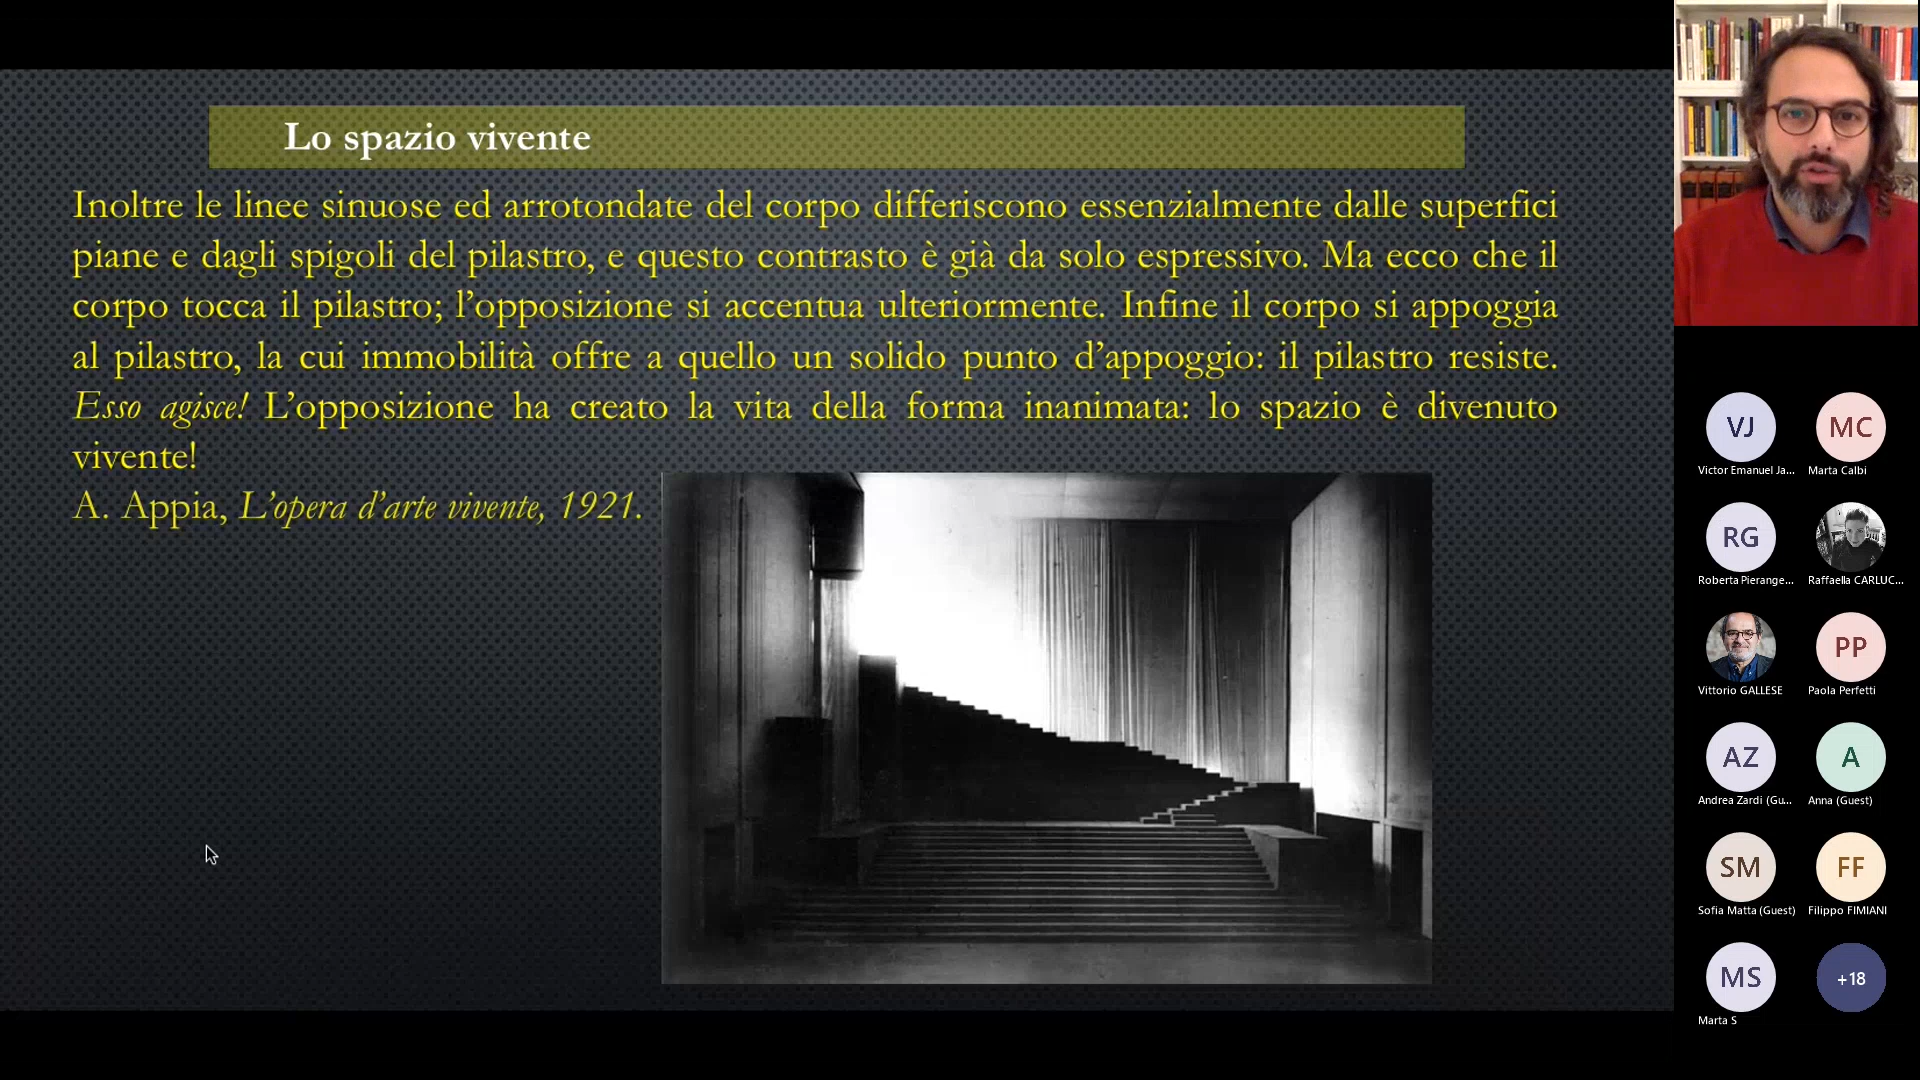 Lo spazio vivente
Inoltre le linee sinuose ed arrotondate del corpo differiscono essenzialmente dalle superfici
piane e dagli spigoli del pilastro, e questo contrasto è già da solo espressivo. Ma ecco che il
corpo tocca il pilastro; l’opposizione si accentua ulteriormente. Infine il corpo si appoggia
al pilastro, la cui immobilità offre a quello un solido punto d’appoggio: il pilastro resiste.
Esso agisce! L’opposizione ha creato la vita della forma inanimata: lo spazio è divenuto
vivente!
A. Appia, L’opera d’arte vivente, 1921.
VJ
MC
Victor Emanuel Ja...
Marta Calbi
RG
Roberta Pierange...
Raffaella CARLUC...
Vittorio GALLESE
PP
Paola Perfetti
AZ
A
Andrea Zardi (Gu...
Anna (Guest)
SM
FF
Sofia Matta (Guest)
Filippo FIMIANI
MS
+18
Marta S